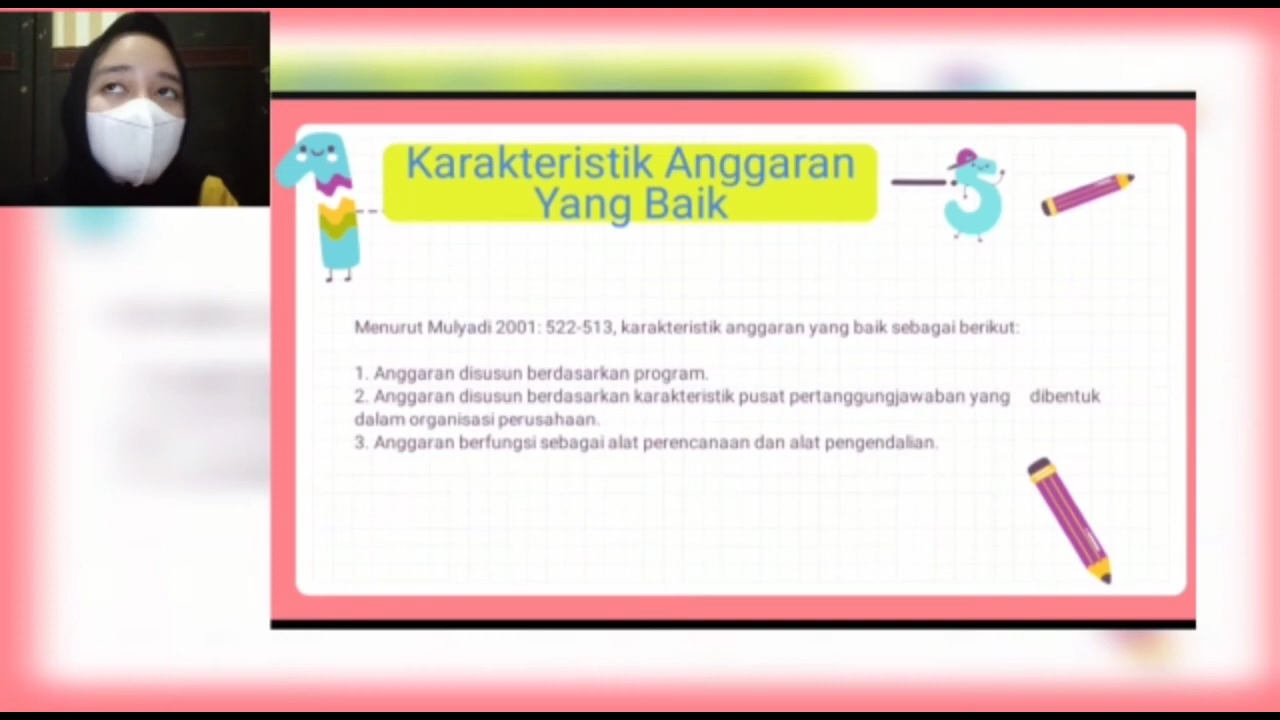 Karakteristik Anggaran
Yang Baik
Menurut Mulyadi 2001: 522-513, karakteristik anggaran yang baik sebagai berikut:
1. Anggaran disusun berdasarkan program.
2. Anggaran disusun berdasarkan karakteristik pusat pertanggungjawaban yang dibentuk
dalam organisasi perusahaan.
3. Anggaran berfungsi sebagai alat perencanaan dan alat pengendalian.